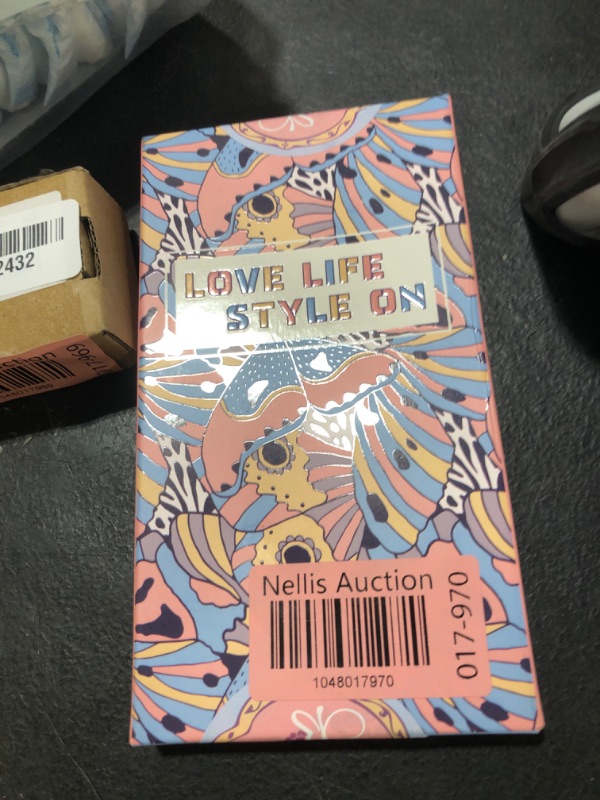 2432
LOVE LIFE
STYLE ON
Nellis Auction
1048017970
017-970